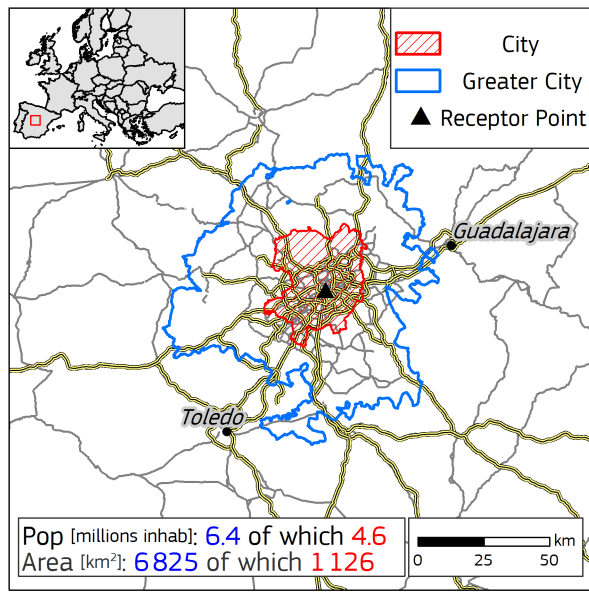 City
Greater City
Receptor Point
Guadalajara
Toledo
Pop [millions inhab]: 6.4 of which 4.6
Area [km²]: 6 825 of which 1 126
km
0 25 50